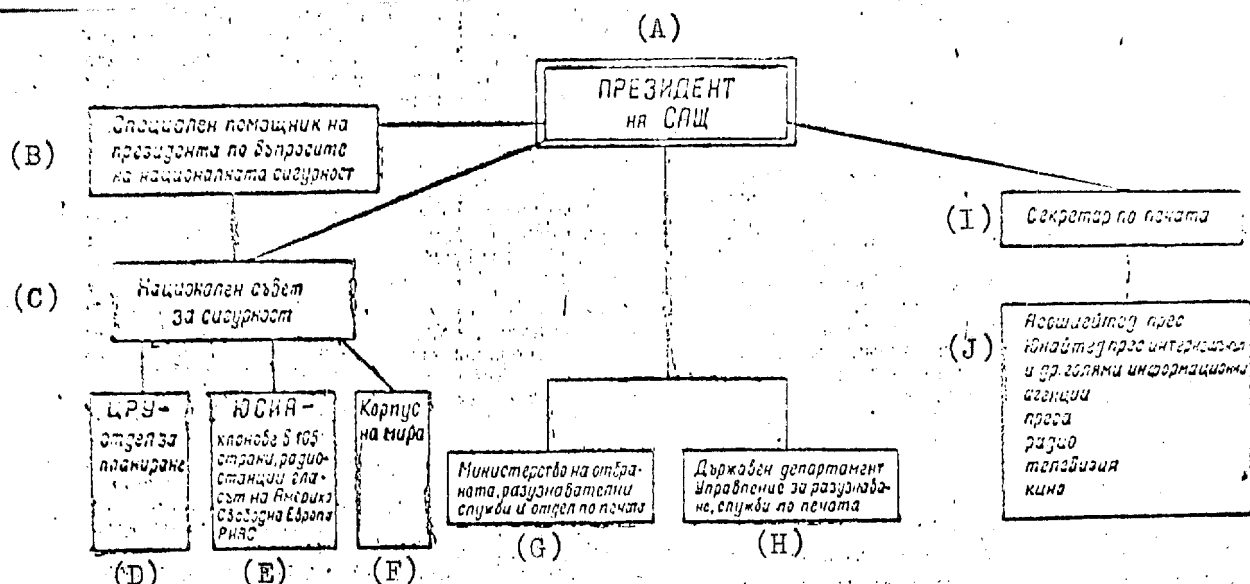 (A)
ПРЕЗИДЕНТ
на САЩ
(B)
Специален помощник на
президента по въпросите
на националната сигурност
(I)
Секретар по печата
(C)
Национален съвет
за сигурност
(J)
Асошиейтед прес
Юнайтед прес интернешънъл
и др. големи информационни
агенции
преса
радио
телевизия
кино
(D)
ЦРУ –
отдел за
планиране
(E)
ЮСИА –
клонове в 105
страни, радио-
станции гла-
сът на Америка
Свободна Европа
РИАС
(F)
Корпус
на мира
(G)
Министерство на отбра-
ната, разузнавателни
служби и отдел по печата
(H)
Държавен департамент
Управление за разузнава-
не, служби по печата